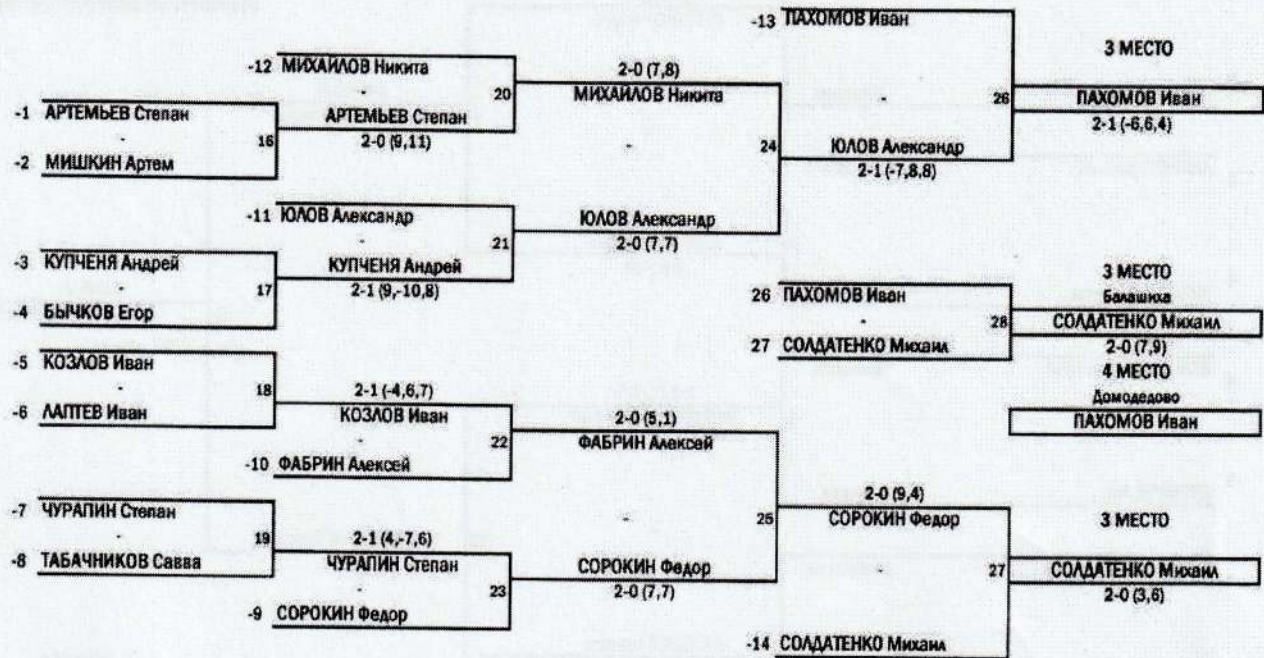 -13 ПАХОМОВ Иван
3 МЕСТО
-12 МИХАЙЛОВ Никита
2-0 (7,8)
20
МИХАЙЛОВ Никита
26
ПАХОМОВ Иван
-1 АРТЕМЬЕВ Степан
АРТЕМЬЕВ Степан
2-1 (-6,6,4)
16
2-0 (9,11)
24
ЮЛОВ Александр
-2 МИШКИН Артем
2-1 (-7,8,8)
-11 ЮЛОВ Александр
ЮЛОВ Александр
21
2-0 (7,7)
-3 КУПЧЕНЯ Андрей
КУПЧЕНЯ Андрей
3 МЕСТО
17
2-1 (9,-10,8)
26 ПАХОМОВ Иван
Балашиха
-4 БЫЧКОВ Егор
28
СОЛДАТЕНКО Михаил
27 СОЛДАТЕНКО Михаил
2-0 (7,9)
-5 КОЗЛОВ Иван
4 МЕСТО
18
2-1 (-4,6,7)
Домодедово
-6 ЛАПТЕВ Иван
КОЗЛОВ Иван
2-0 (5,1)
ПАХОМОВ Иван
22
ФАБРИН Алексей
-10 ФАБРИН Алексей
2-0 (9,4)
-7 ЧУРАПИН Степан
25
СОРОКИН Федор
3 МЕСТО
19
2-1 (4,-7,6)
-8 ТАБАЧНИКОВ Савва
ЧУРАПИН Степан
СОРОКИН Федор
27
СОЛДАТЕНКО Михаил
23
2-0 (7,7)
2-0 (3,6)
-9 СОРОКИН Федор
-14 СОЛДАТЕНКО Михаил